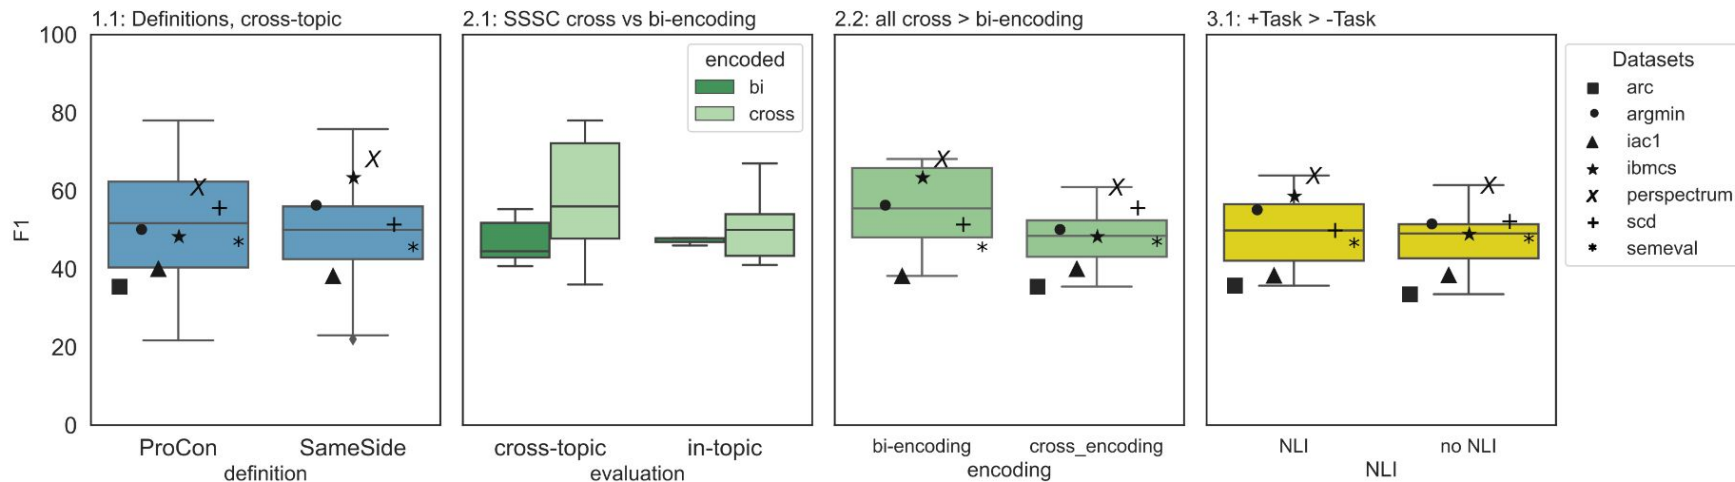 1.1: Definitions, cross-topic
2.1: SSSC cross vs bi-encoding
2.2: all cross > bi-encoding
3.1: +Task > -Task
F1
100
80
60
40
20
0
encoded
bi
cross
Datasets
arc
argmin
iac1
ibmcs
perspectrum
scd
semeval
ProCon
SameSide
definition
cross-topic
in-topic
evaluation
bi-encoding
cross_encoding
encoding
NLI
no NLI
NLI